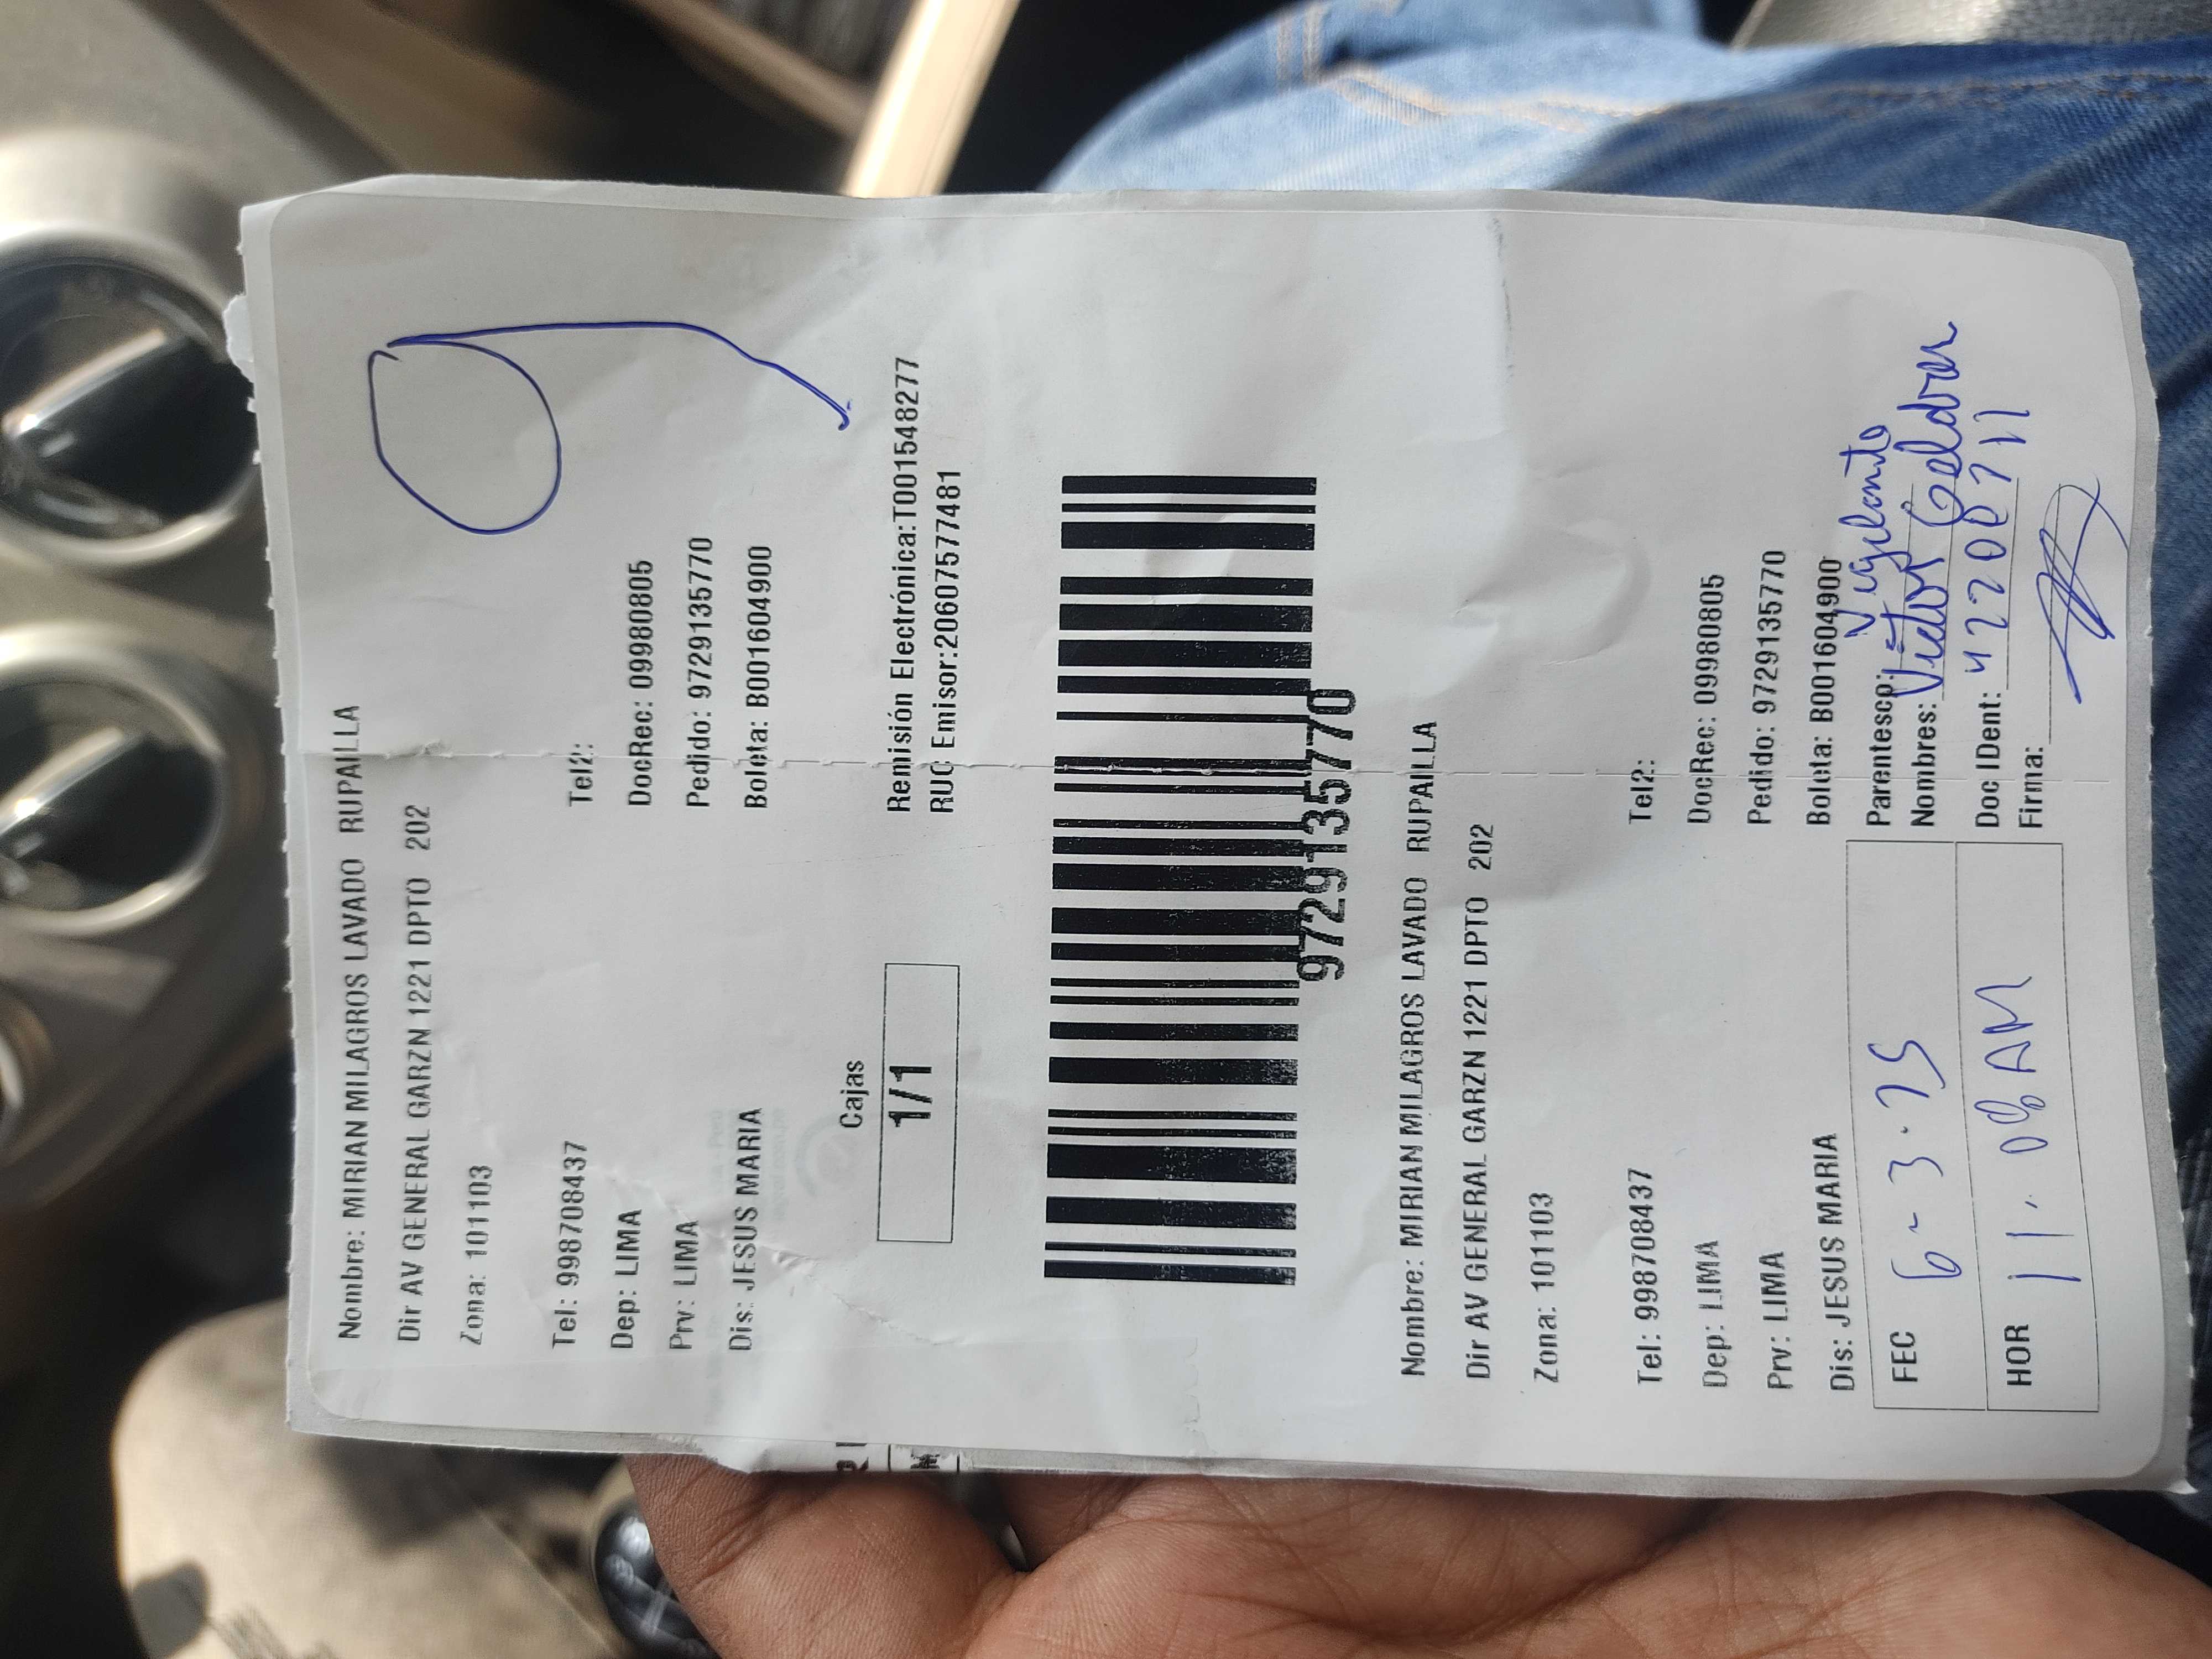 Nombre: MIRIAN MILAGROS LAVADO RUPAILLA
Dir AV GENERAL GARZN 1221 DPTO 202
Zona: 101103
Tel: 998708437 Tel2:
Dep: LIMA DocRec: 09980805
Prv: LIMA Pedido: 9729135770
Dis: JESUS MARIA Boleta: B001604900
Cajas
1/1
Remisión Electrónica:T001548277
RUC Emisor:20607577481
9729135770
Nombre: MIRIAN MILAGROS LAVADO RUPAILLA
Dir AV GENERAL GARZN 1221 DPTO 202
Zona: 101103
Tel: 998708437 Tel2:
Dep: LIMA DocRec: 09980805
Prv: LIMA Pedido: 9729135770
Dis: JESUS MARIA Boleta: B001604900
FEC 6-3-25
HOR 11.08 AM
Parentesco: Vigilante
Nombres: Victor
Doc IDent:
Firma: